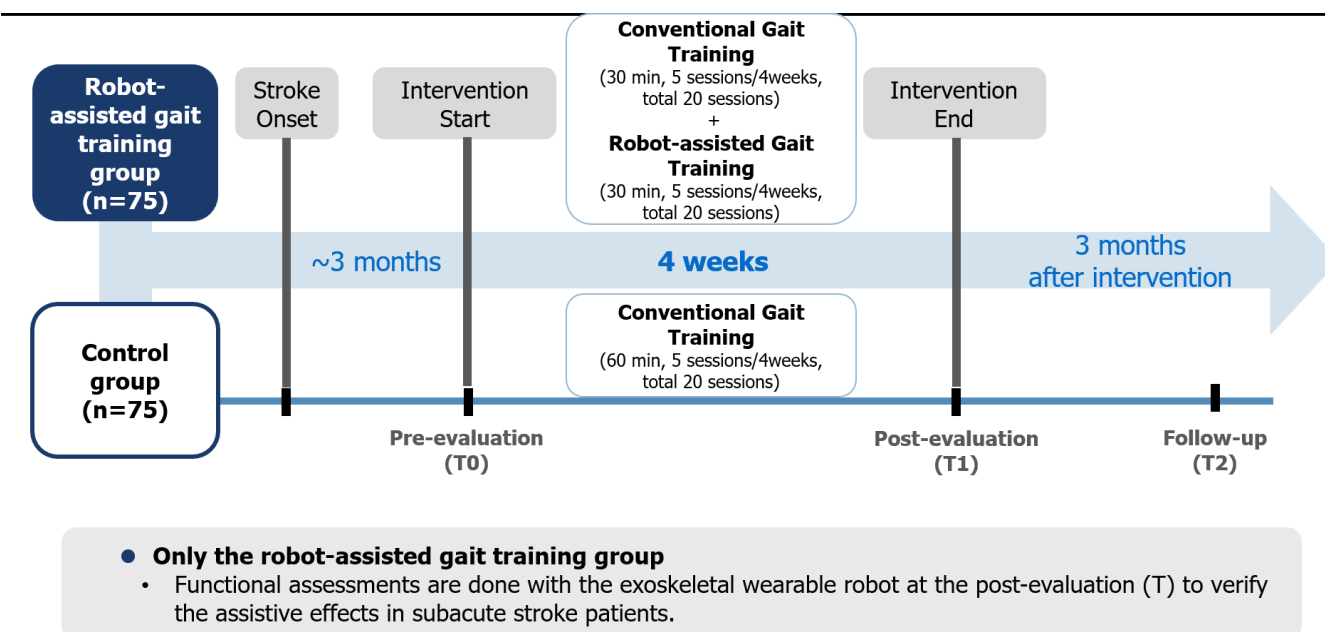 Robot-
assisted gait
training
group
(n=75)
Stroke
Onset
Intervention
Start
Conventional Gait
Training
(30 min, 5 sessions/4weeks,
total 20 sessions)
+
Robot-assisted Gait
Training
(30 min, 5 sessions/4weeks,
total 20 sessions)
Intervention
End
~3 months
4 weeks
3 months
after intervention
Control
group
(n=75)
Conventional Gait
Training
(60 min, 5 sessions/4weeks,
total 20 sessions)
Pre-evaluation
(T0)
Post-evaluation
(T1)
Follow-up
(T2)
● Only the robot-assisted gait training group
• Functional assessments are done with the exoskeletal wearable robot at the post-evaluation (T) to verify
the assistive effects in subacute stroke patients.